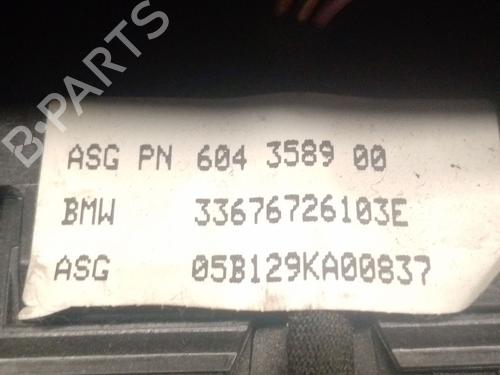 B-PARTS
ASG PN 604 3589 00
BMW 33676726103E
ASG 05B129KA00837